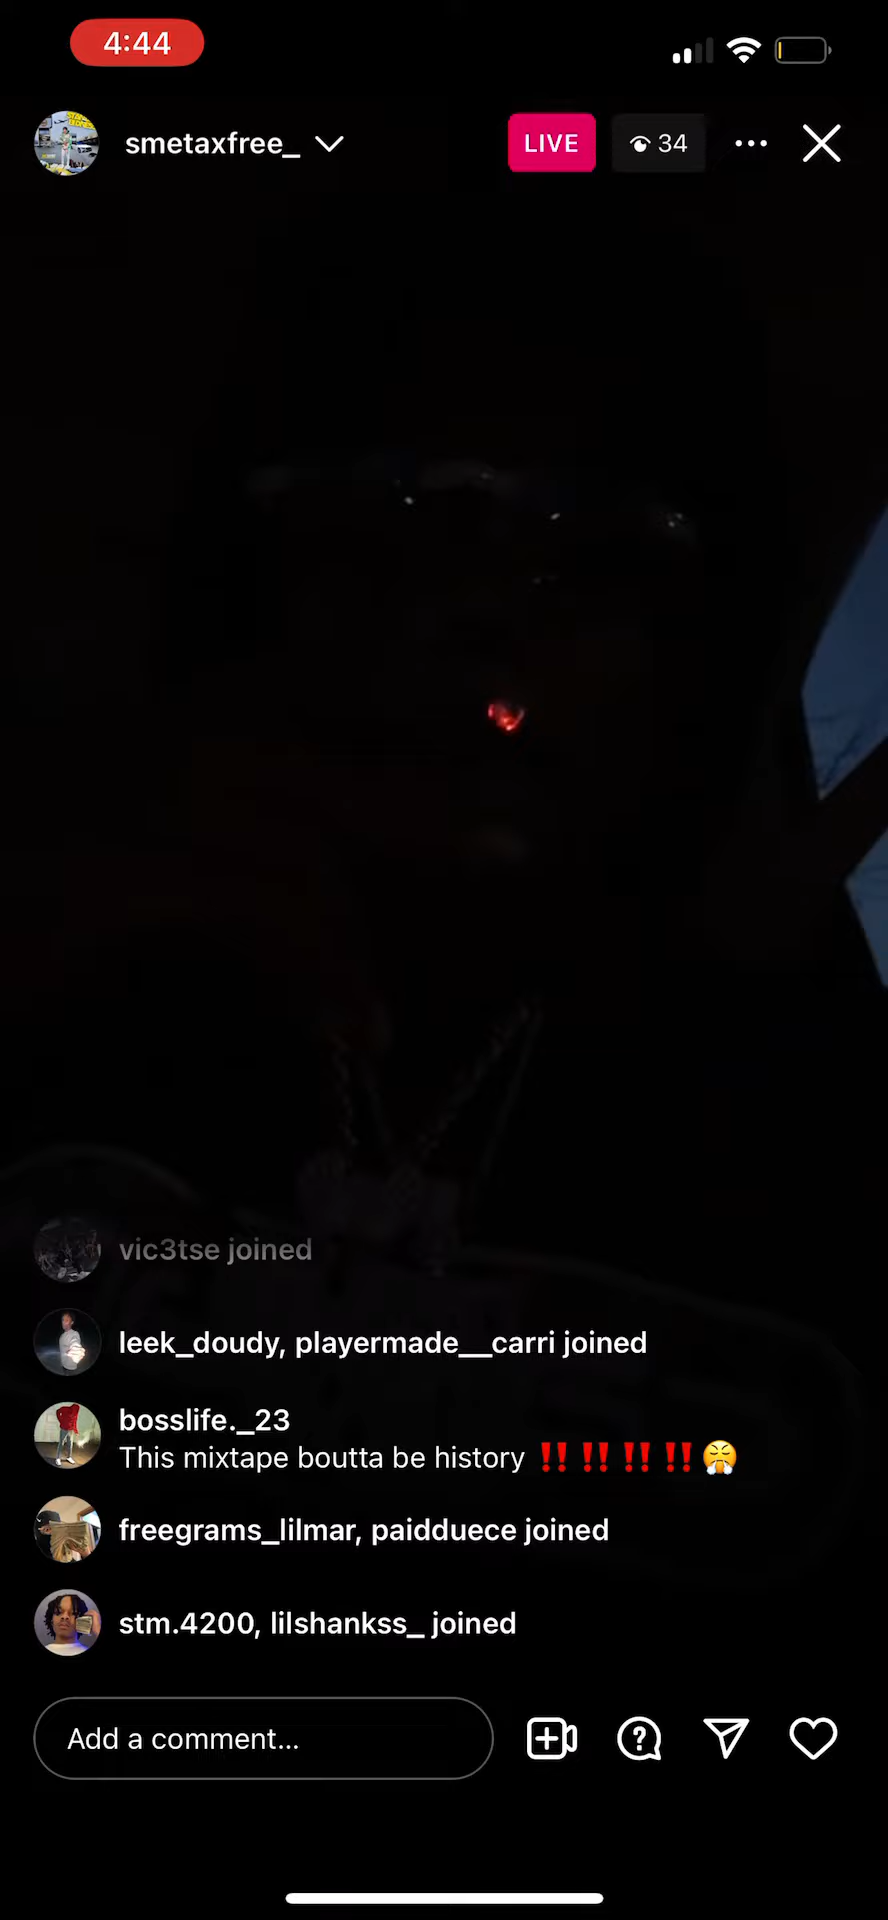 4:44
smetaxfree_
LIVE
34
vic3tse joined
leek_doudy, playermade__carri joined
bosslife._23
This mixtape boutta be history ‼️‼️‼️‼️😤
freegrams_lilmar, paidduece joined
stm.4200, lilshankss_ joined
Add a comment...